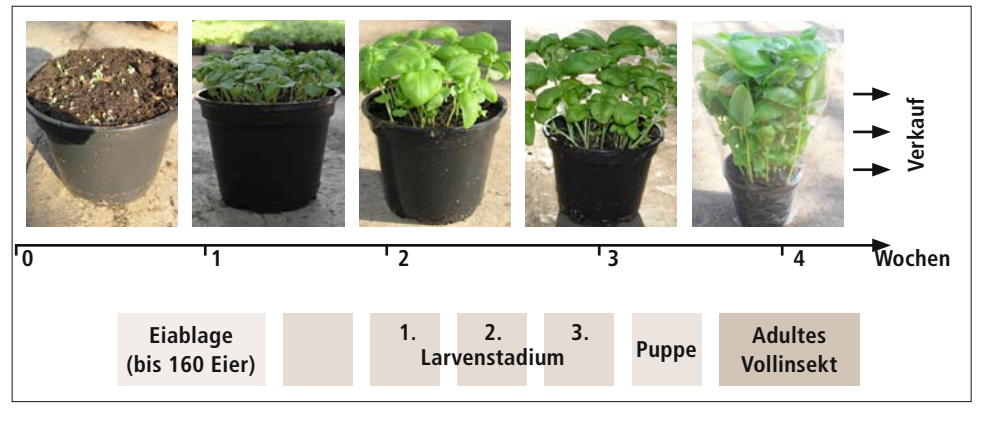 Verkauf
0 1 2 3 4 Wochen
Eiablage
(bis 160 Eier)
1. 2. 3.
Larvenstadium
Puppe
Adultes
Vollinsekt